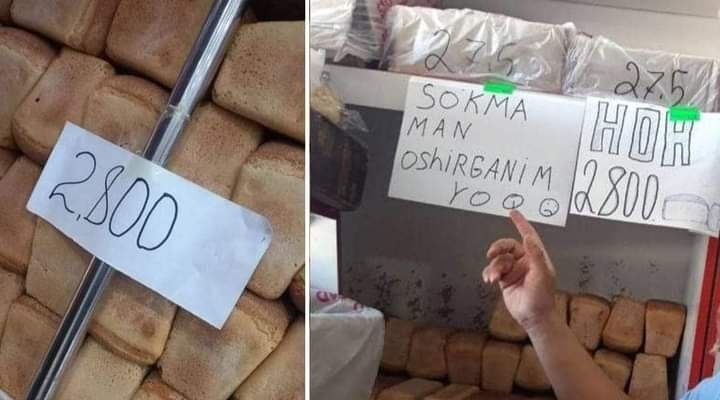 2,800
27.5
27.5
SOKMA
MAN
OSHIRGANIM
YOQ
НОН
2800